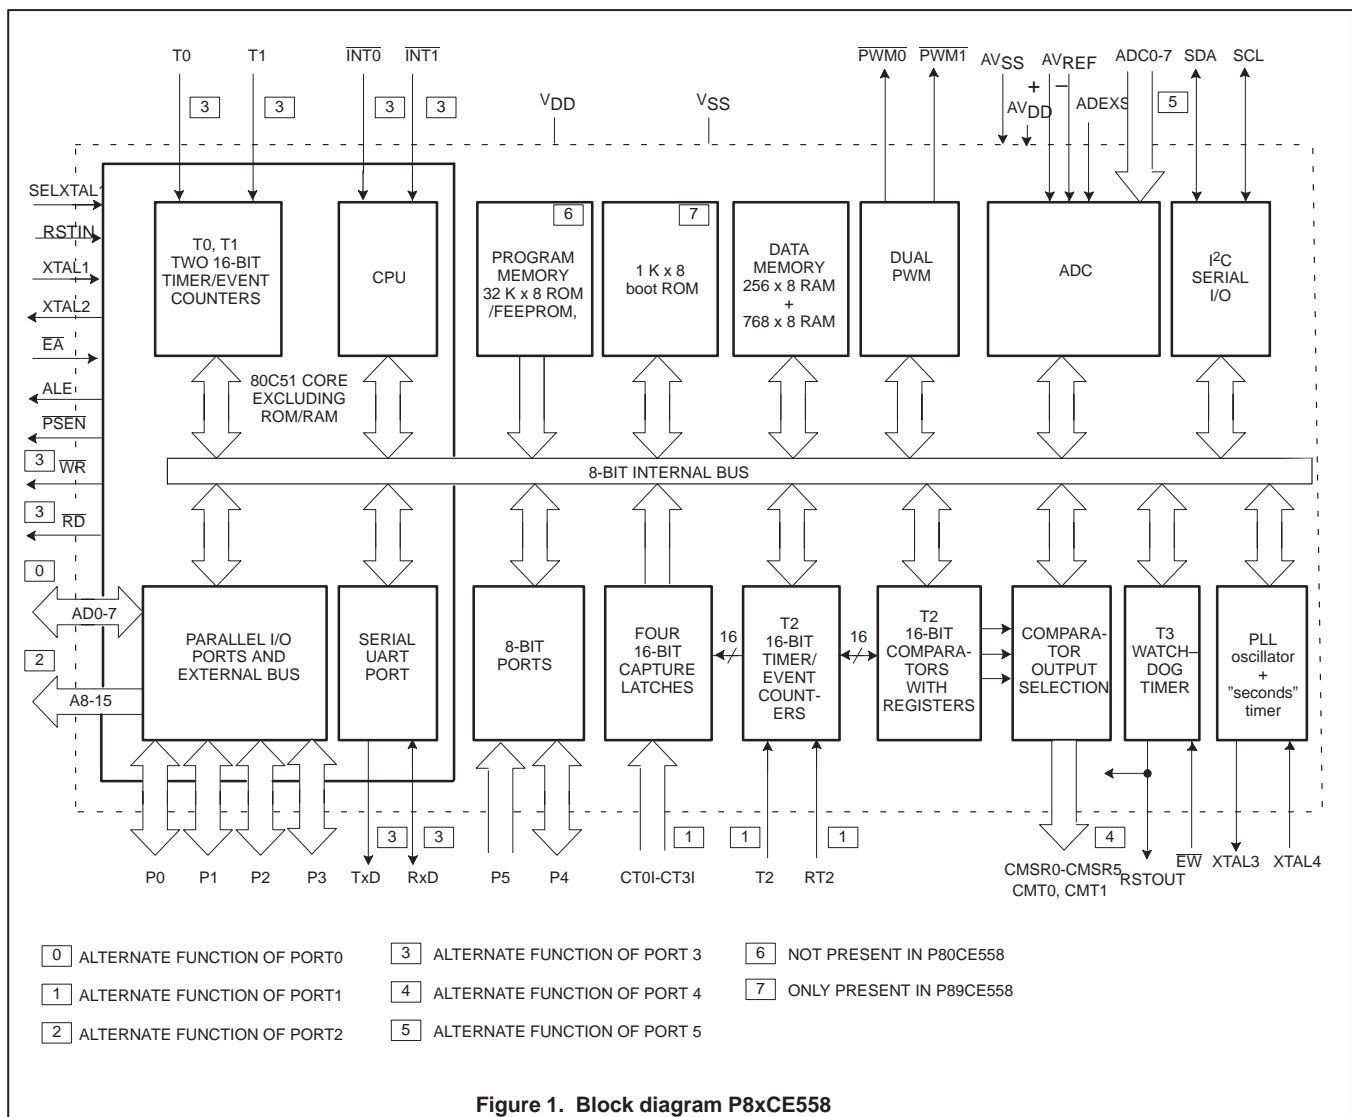 T0 T1 INT0 INT1 PWM0 PWM1 AVSS AVREF ADC0-7 SDA SCL
3 3 3 3 VDD VSS + − AVDD ADEXS 5
SELXTAL1
RSTIN
XTAL1
XTAL2
EA
ALE
PSEN
3 WR
3 RD
0
AD0-7
2
A8-15
T0, T1
TWO 16-BIT
TIMER/EVENT
COUNTERS
CPU
80C51 CORE
EXCLUDING
ROM/RAM
6
PROGRAM
MEMORY
32 K x 8 ROM
/FEEPROM,
7
1 K x 8
boot ROM
DATA
MEMORY
256 x 8 RAM
+
768 x 8 RAM
DUAL
PWM
ADC
I2C
SERIAL
I/O
8-BIT INTERNAL BUS
PARALLEL I/O
PORTS AND
EXTERNAL BUS
SERIAL
UART
PORT
8-BIT
PORTS
FOUR
16-BIT
CAPTURE
LATCHES
16
T2
16-BIT
TIMER/
EVENT
COUNT-
ERS
16
T2
16-BIT
COMPARA-
TORS
WITH
REGISTERS
COMPARA-
TOR
OUTPUT
SELECTION
T3
WATCH–
DOG
TIMER
PLL
oscillator
+
”seconds”
timer
3 3 1 1 1 4
P0 P1 P2 P3 TxD RxD P5 P4 CT0I-CT3I T2 RT2 CMSR0-CMSR5
CMT0, CMT1 RSTOUT EW XTAL3 XTAL4
0 ALTERNATE FUNCTION OF PORT0
1 ALTERNATE FUNCTION OF PORT1
2 ALTERNATE FUNCTION OF PORT2
3 ALTERNATE FUNCTION OF PORT 3
4 ALTERNATE FUNCTION OF PORT 4
5 ALTERNATE FUNCTION OF PORT 5
6 NOT PRESENT IN P80CE558
7 ONLY PRESENT IN P89CE558
Figure 1. Block diagram P8xCE558